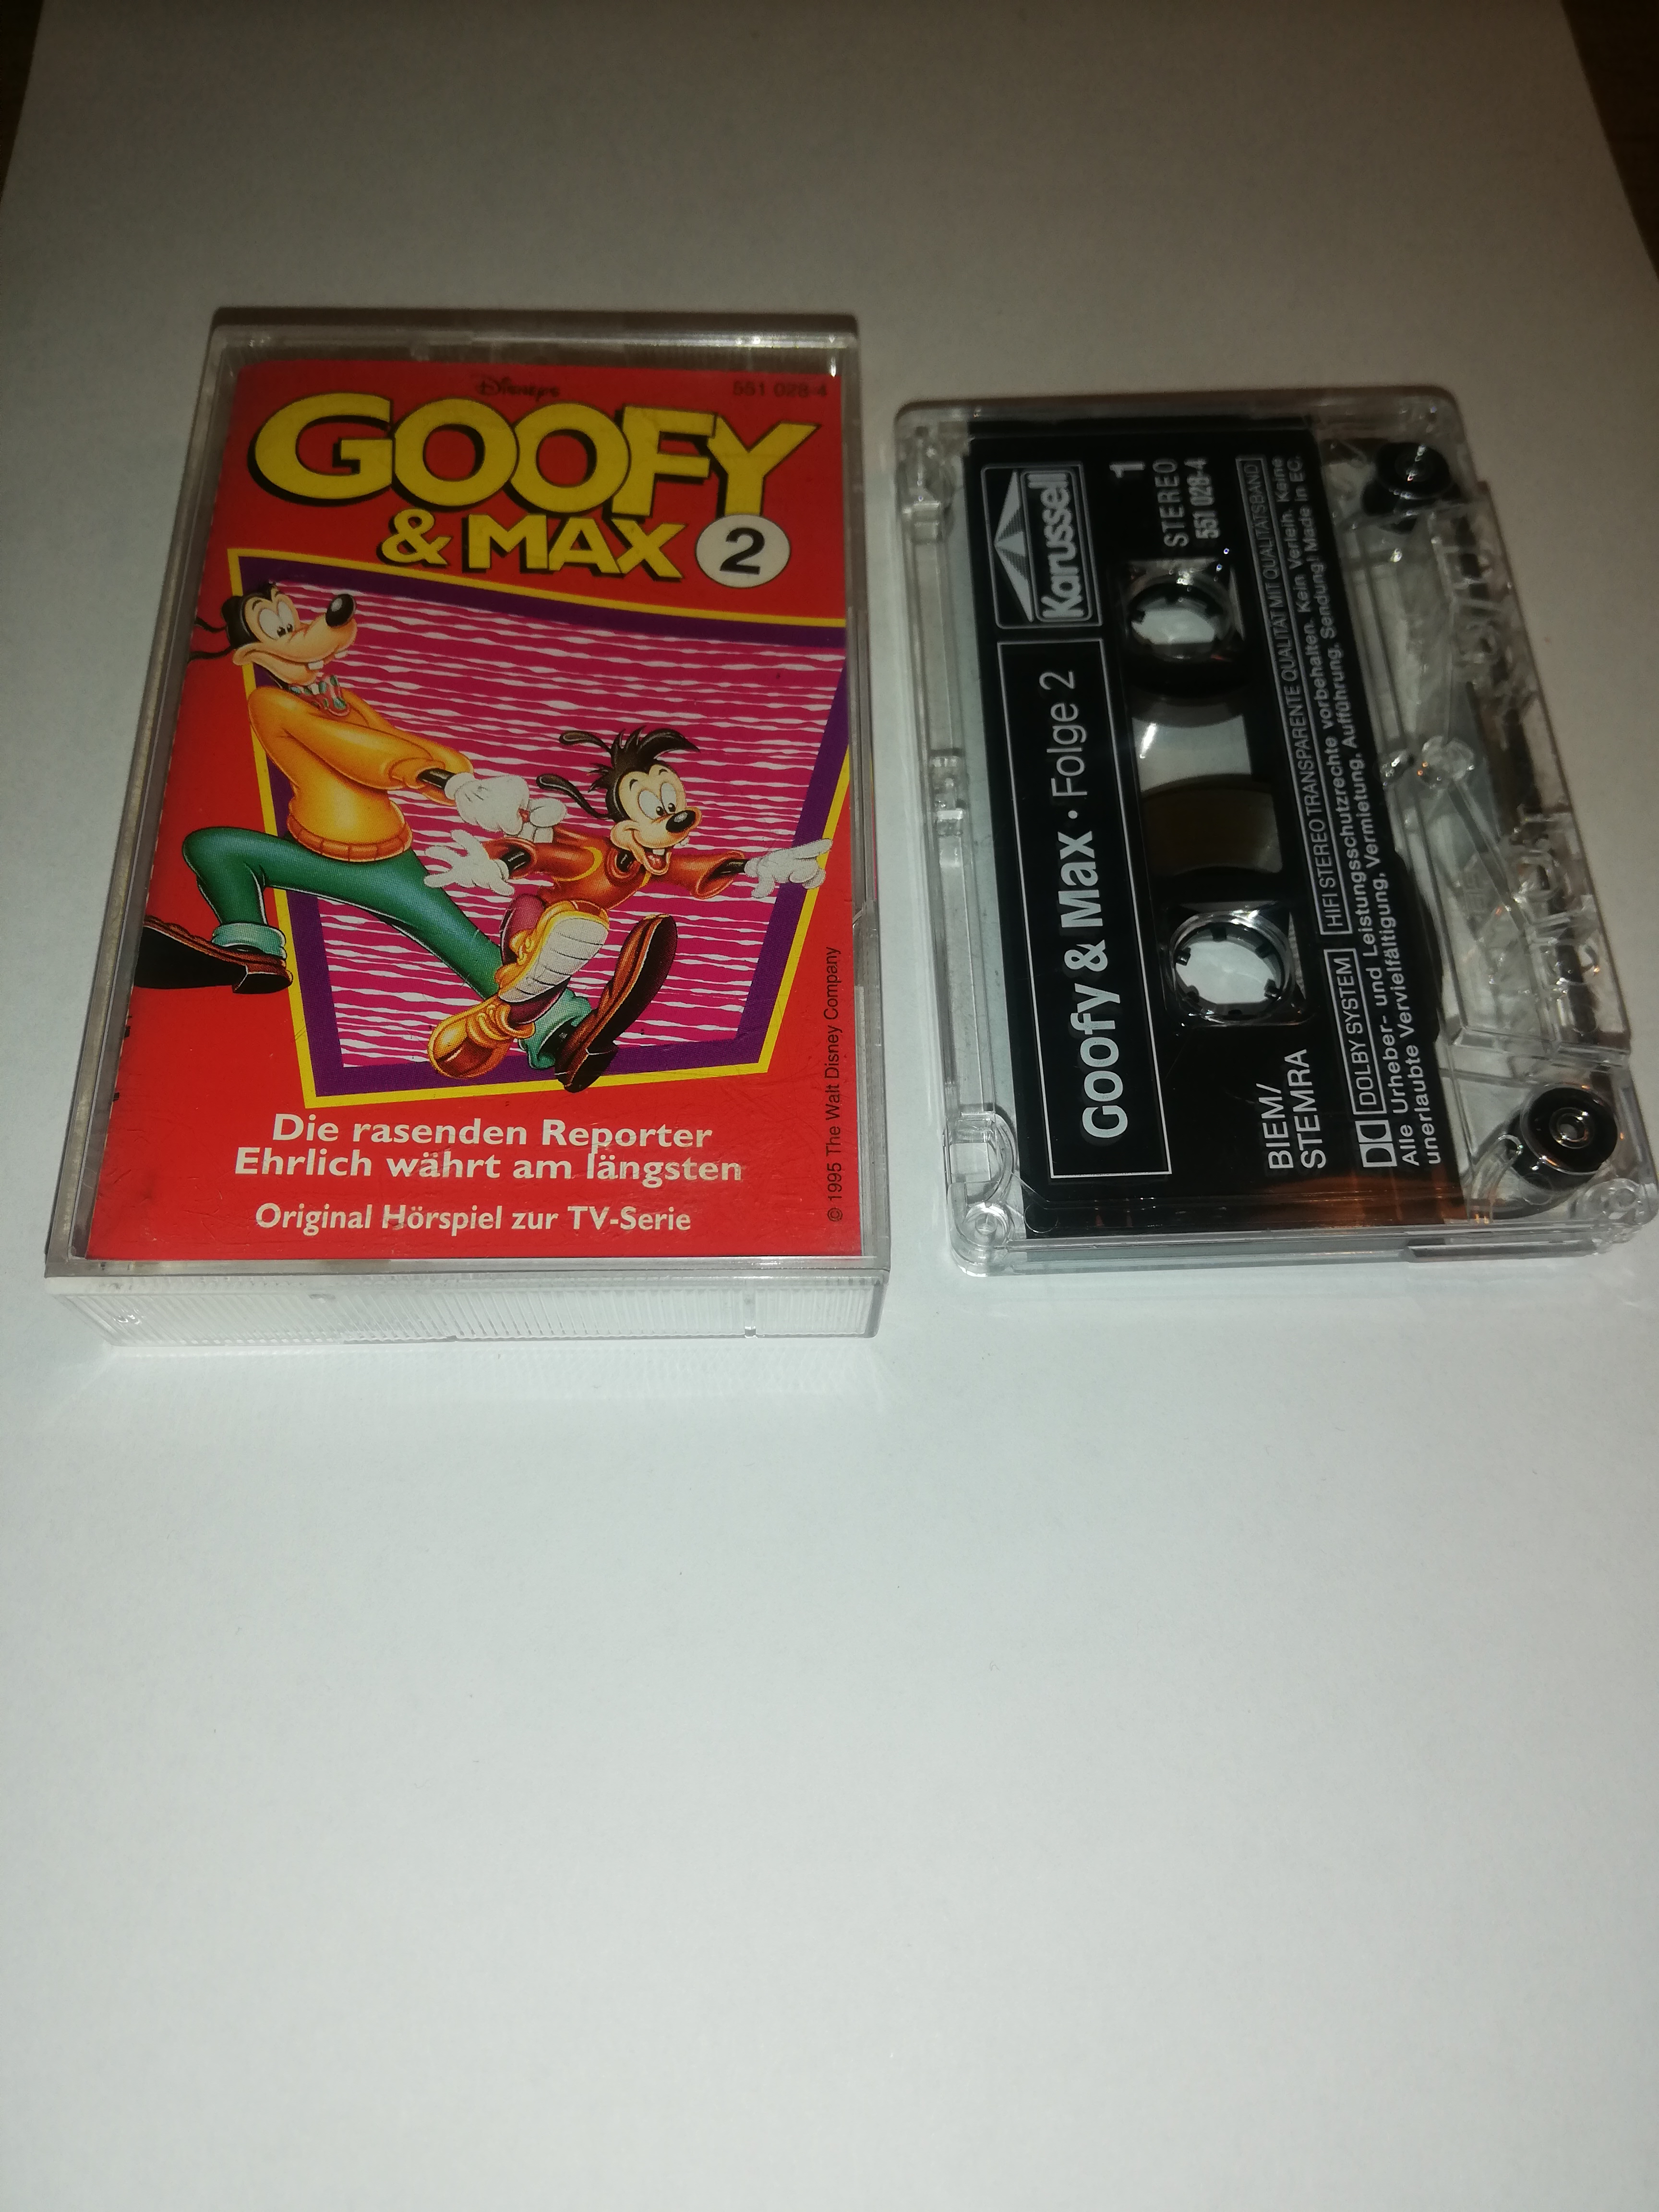 Disney's
551 028-4
GOOFY
& MAX 2
© 1995 The Walt Disney Company
Die rasenden Reporter
Ehrlich währt am längsten
Original Hörspiel zur TV-Serie
Karussell
Goofy & Max · Folge 2
1
STEREO
551 028-4
BIEM/
STEMRA
DOLBY SYSTEM HIFI STEREO TRANSPARENTE QUALITÄT MIT QUALITÄTSBAND
Alle Urheber- und Leistungsschutzrechte vorbehalten. Kein Verleih. Keine
unerlaubte Vervielfältigung, Vermietung, Aufführung, Sendung! Made in EC.